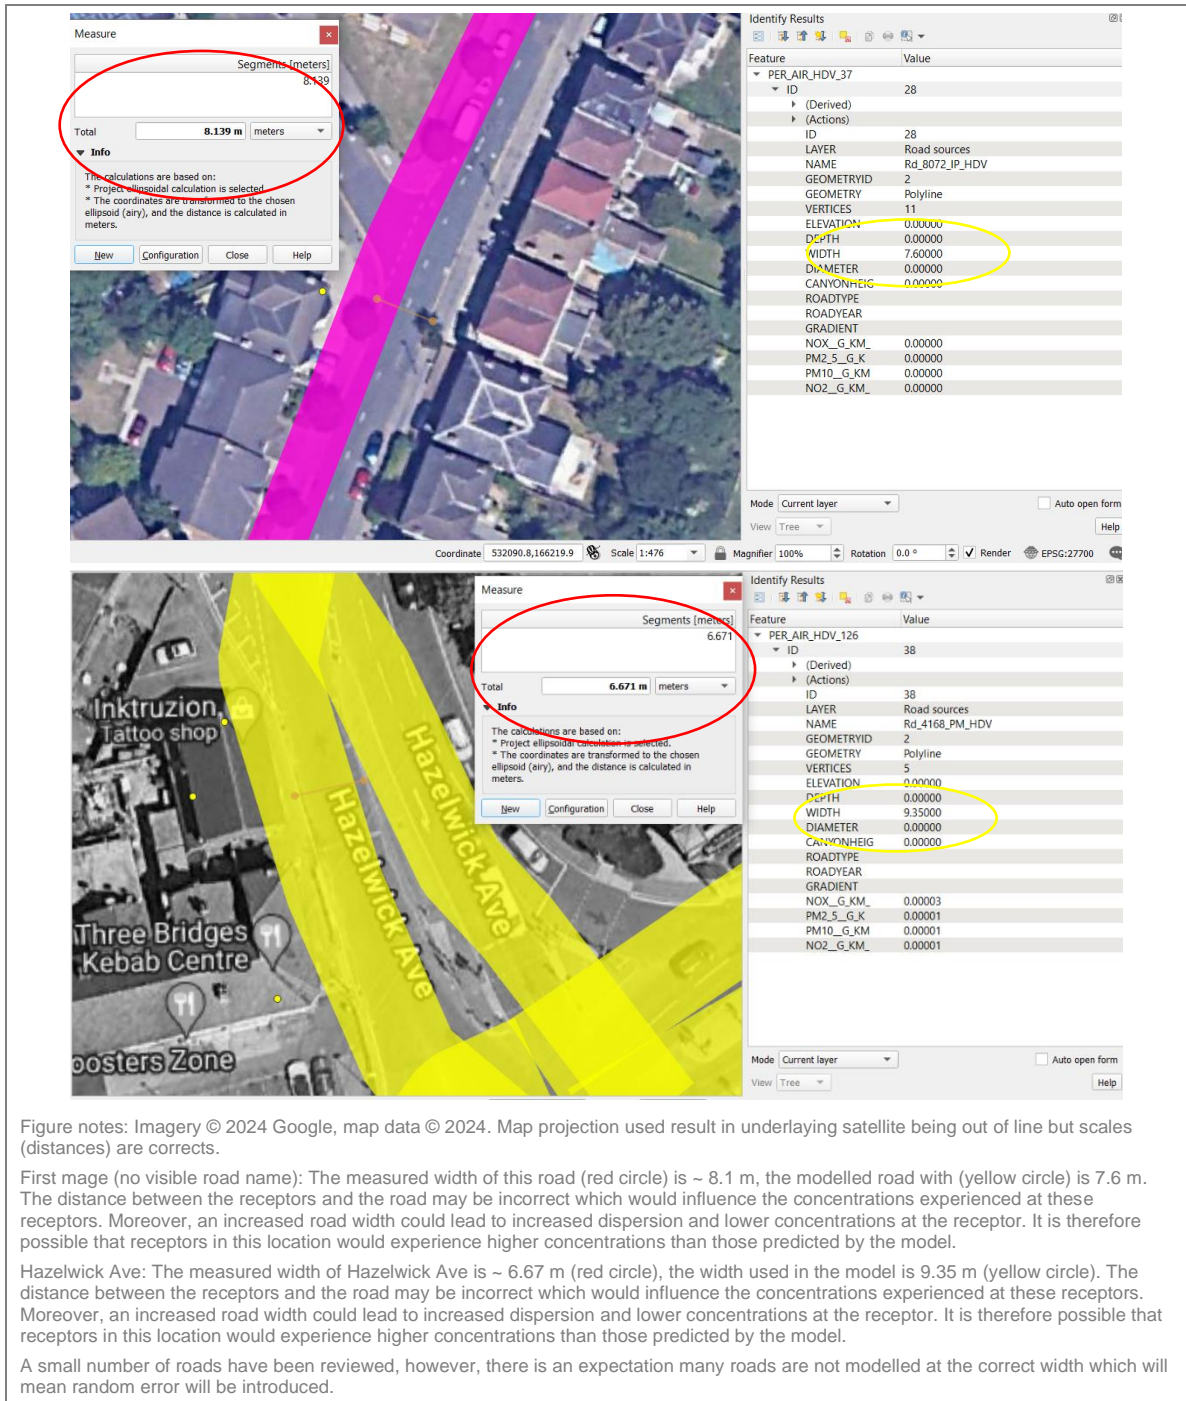 Measure
Segments [meters]
8.139
Total 8.139 m meters
Info
The calculations are based on:
* Project ellipsoidal calculation is selected.
* The coordinates are transformed to the chosen
ellipsoid (airy), and the distance is calculated in
meters.
New Configuration Close Help
Identify Results
Feature Value
PER_AIR_HDV_37
ID 28
(Derived)
(Actions)
ID 28
LAYER Road sources
NAME Rd_8072_IP_HDV
GEOMETRYID 2
GEOMETRY Polyline
VERTICES 11
ELEVATION 0.00000
DEPTH 0.00000
WIDTH 7.60000
DIAMETER 0.00000
CANYONHEIG 0.00000
ROADTYPE
ROADYEAR
GRADIENT
NOX__G_KM_ 0.00000
PM2_5__G_K 0.00000
PM10__G_KM 0.00000
NO2__G_KM_ 0.00000
Mode Current layer Auto open form
View Tree Help
Coordinate 532090.8,166219.9 Scale 1:476 Magnifier 100% Rotation 0.0 ° Render EPSG:27700
Measure
Segments [meters]
6.671
Total 6.671 m meters
Info
The calculations are based on:
* Project ellipsoidal calculation is selected.
* The coordinates are transformed to the chosen
ellipsoid (airy), and the distance is calculated in
meters.
New Configuration Close Help
Inktruzion
Tattoo shop
Hazelwick Ave
Hazelwick Ave
Three Bridges
Kebab Centre
oosters Zone
Identify Results
Feature Value
PER_AIR_HDV_126
ID 38
(Derived)
(Actions)
ID 38
LAYER Road sources
NAME Rd_4168_PM_HDV
GEOMETRYID 2
GEOMETRY Polyline
VERTICES 5
ELEVATION 0.00000
DEPTH 0.00000
WIDTH 9.35000
DIAMETER 0.00000
CANYONHEIG 0.00000
ROADTYPE
ROADYEAR
GRADIENT
NOX__G_KM_ 0.00003
PM2_5__G_K 0.00001
PM10__G_KM 0.00001
NO2__G_KM_ 0.00001
Mode Current layer Auto open form
View Tree Help
Figure notes: Imagery © 2024 Google, map data © 2024. Map projection used result in underlaying satellite being out of line but scales
(distances) are corrects.
First mage (no visible road name): The measured width of this road (red circle) is ~ 8.1 m, the modelled road with (yellow circle) is 7.6 m.
The distance between the receptors and the road may be incorrect which would influence the concentrations experienced at these
receptors. Moreover, an increased road width could lead to increased dispersion and lower concentrations at the receptor. It is therefore
possible that receptors in this location would experience higher concentrations than those predicted by the model.
Hazelwick Ave: The measured width of Hazelwick Ave is ~ 6.67 m (red circle), the width used in the model is 9.35 m (yellow circle). The
distance between the receptors and the road may be incorrect which would influence the concentrations experienced at these receptors.
Moreover, an increased road width could lead to increased dispersion and lower concentrations at the receptor. It is therefore possible that
receptors in this location would experience higher concentrations than those predicted by the model.
A small number of roads have been reviewed, however, there is an expectation many roads are not modelled at the correct width which will
mean random error will be introduced.